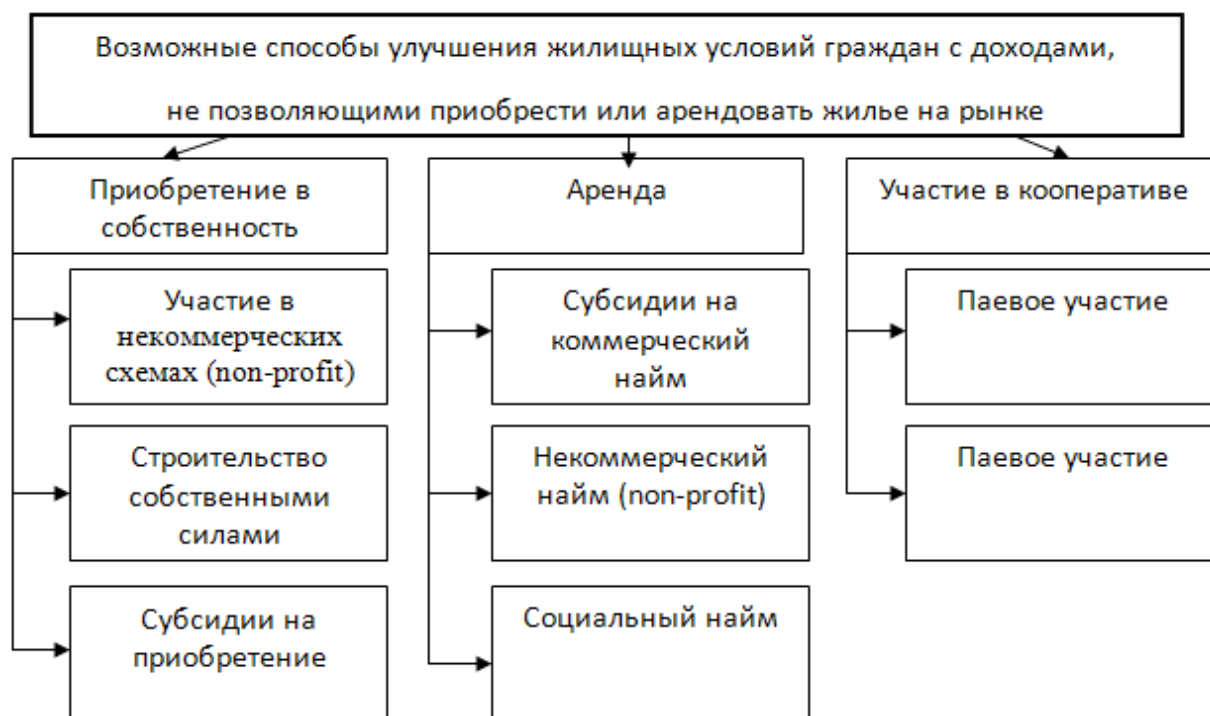 Возможные способы улучшения жилищных условий граждан с доходами,
не позволяющими приобрести или арендовать жилье на рынке
Приобретение в
собственность
Участие в
некоммерческих
схемах (non-profit)
Строительство
собственными
силами
Субсидии на
приобретение
Аренда
Субсидии на
коммерческий
найм
Некоммерческий
найм (non-profit)
Социальный найм
Участие в кооперативе
Паевое участие
Паевое участие